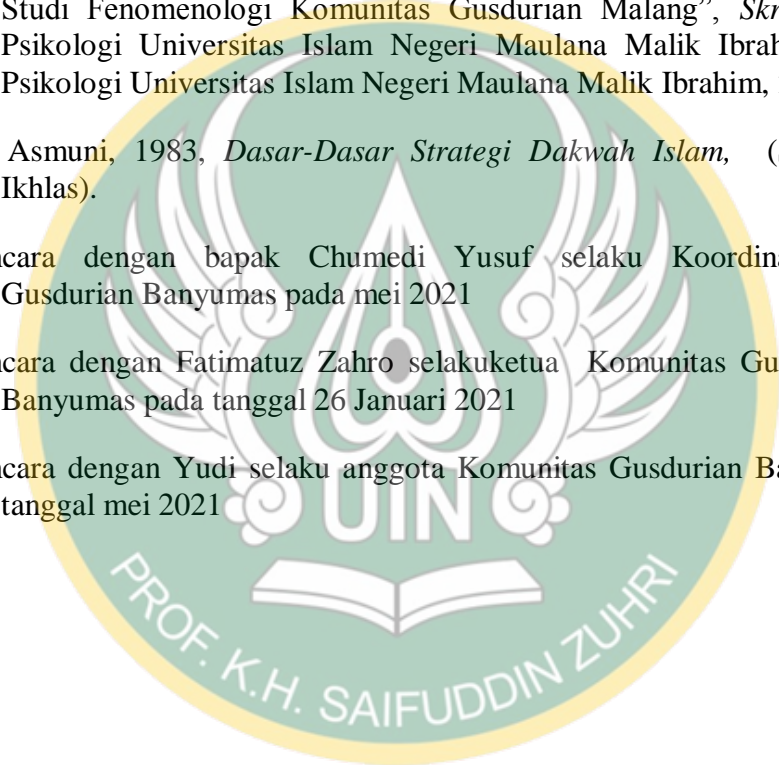 Studi Fenomenologi Komunitas Gusdurian Malang”, Skr
Psikologi Universitas Islam Negeri Maulana Malik Ibrah
Psikologi Universitas Islam Negeri Maulana Malik Ibrahim,
Asmuni, 1983, Dasar-Dasar Strategi Dakwah Islam, (
Ikhlas).
cara dengan bapak Chumedi Yusuf selaku Koordina
Gusdurian Banyumas pada mei 2021
cara dengan Fatimatuz Zahro selakuketua Komunitas Gu
Banyumas pada tanggal 26 Januari 2021
cara dengan Yudi selaku anggota Komunitas Gusdurian Ba
tanggal mei 2021
UIN
PROF. K.H. SAIFUDDIN ZUHRI